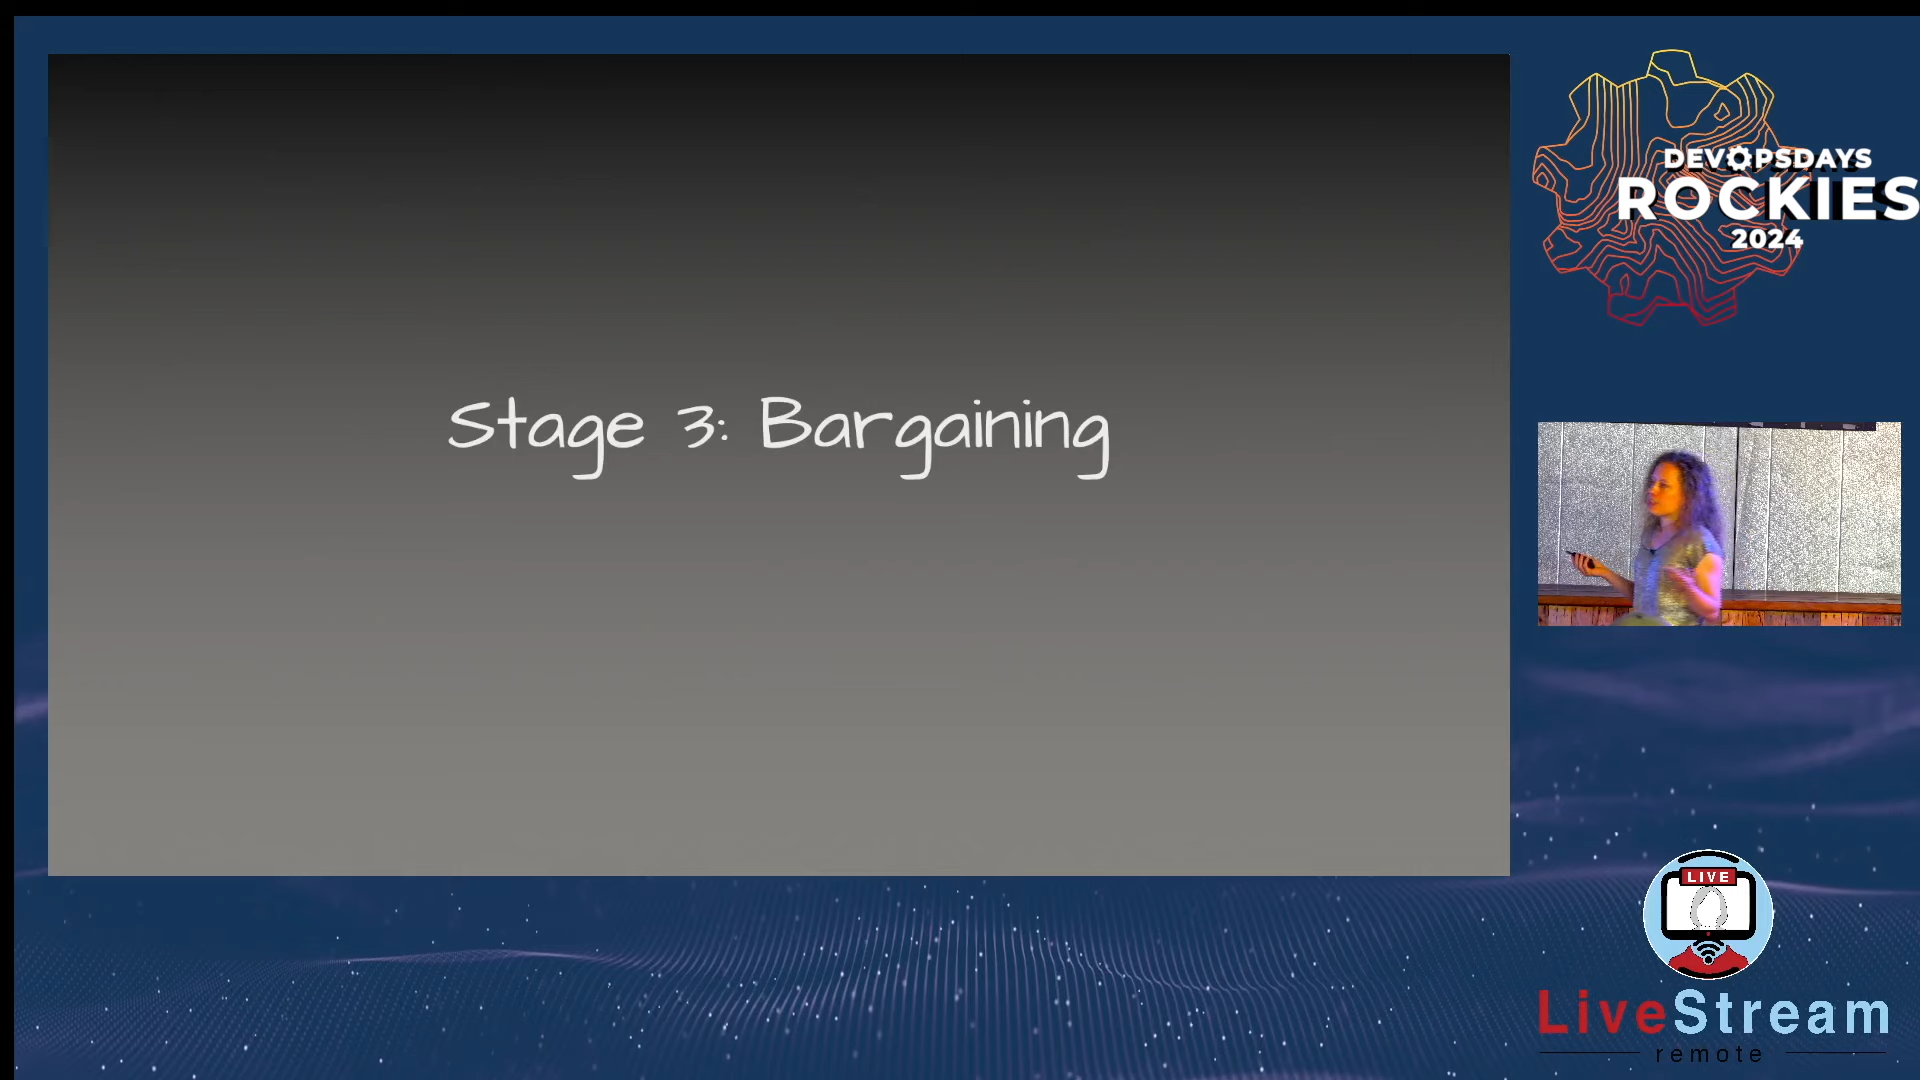 Stage 3: Bargaining
DEVOPSDAYS
ROCKIES
2024
LIVE
LiveStream
remote